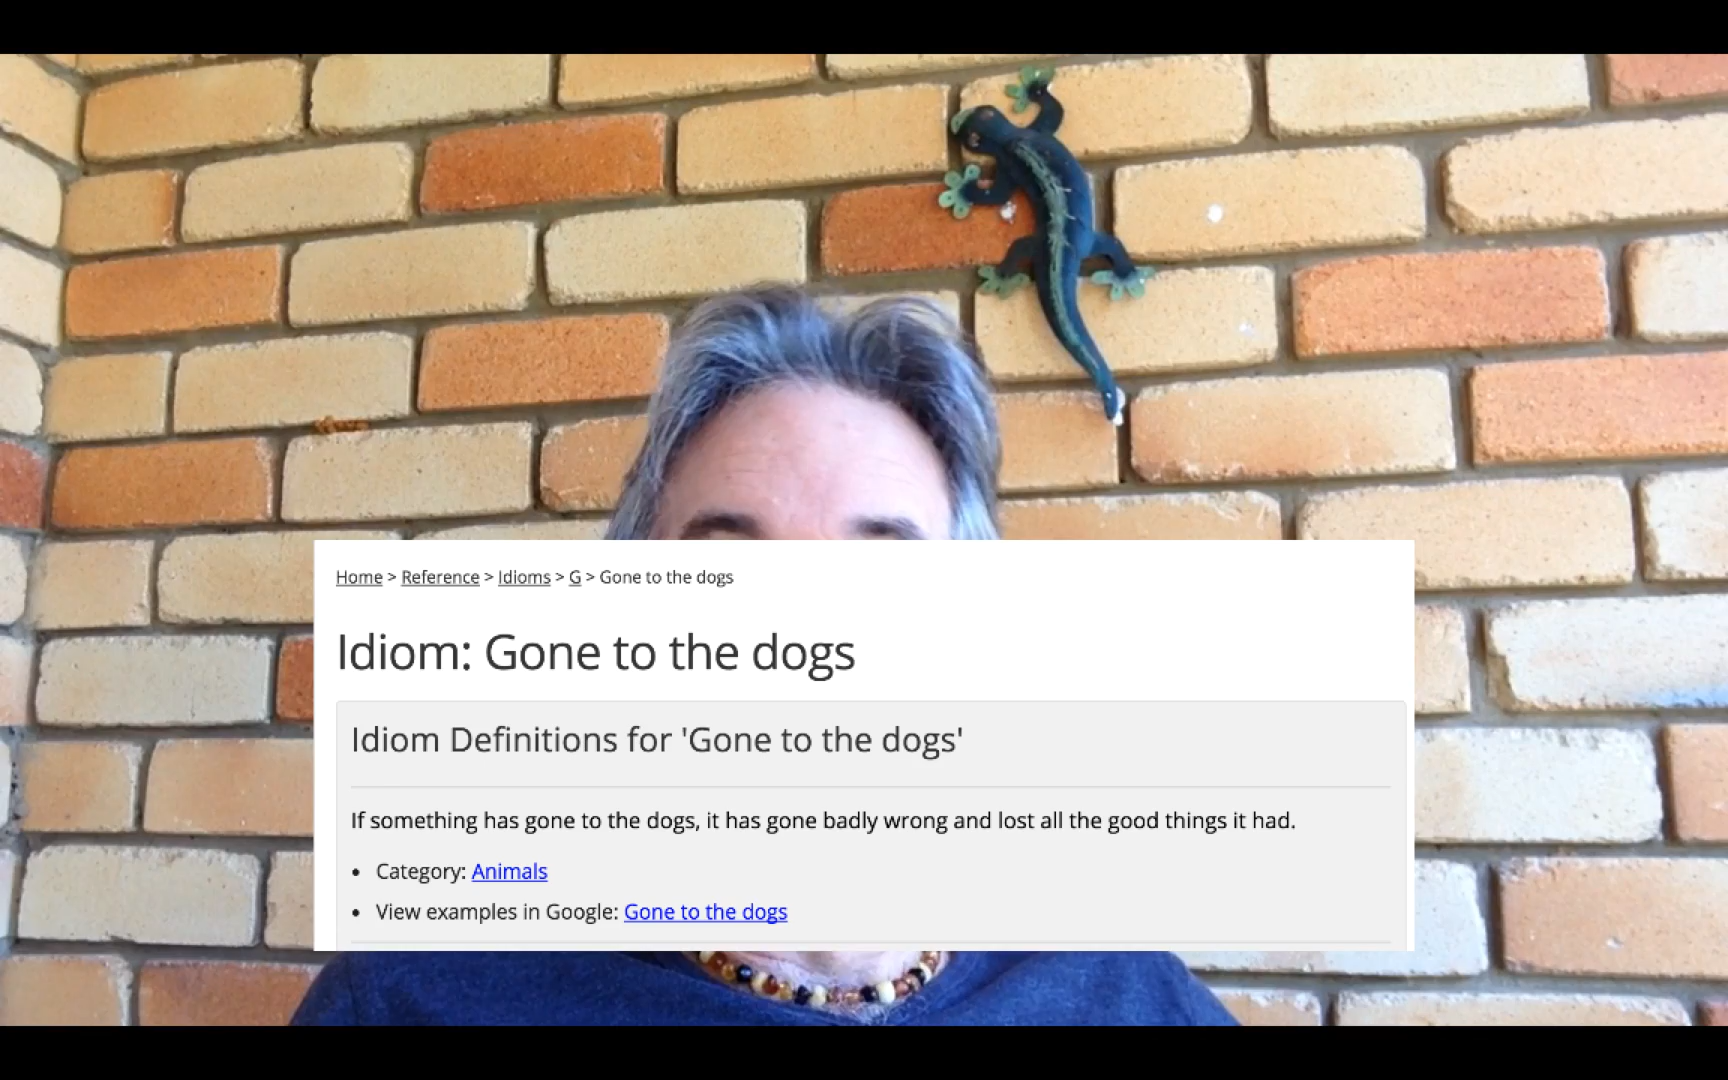 Home > Reference > Idioms > G > Gone to the dogs
Idiom: Gone to the dogs
Idiom Definitions for 'Gone to the dogs'
If something has gone to the dogs, it has gone badly wrong and lost all the good things it had.
• Category: Animals
• View examples in Google: Gone to the dogs